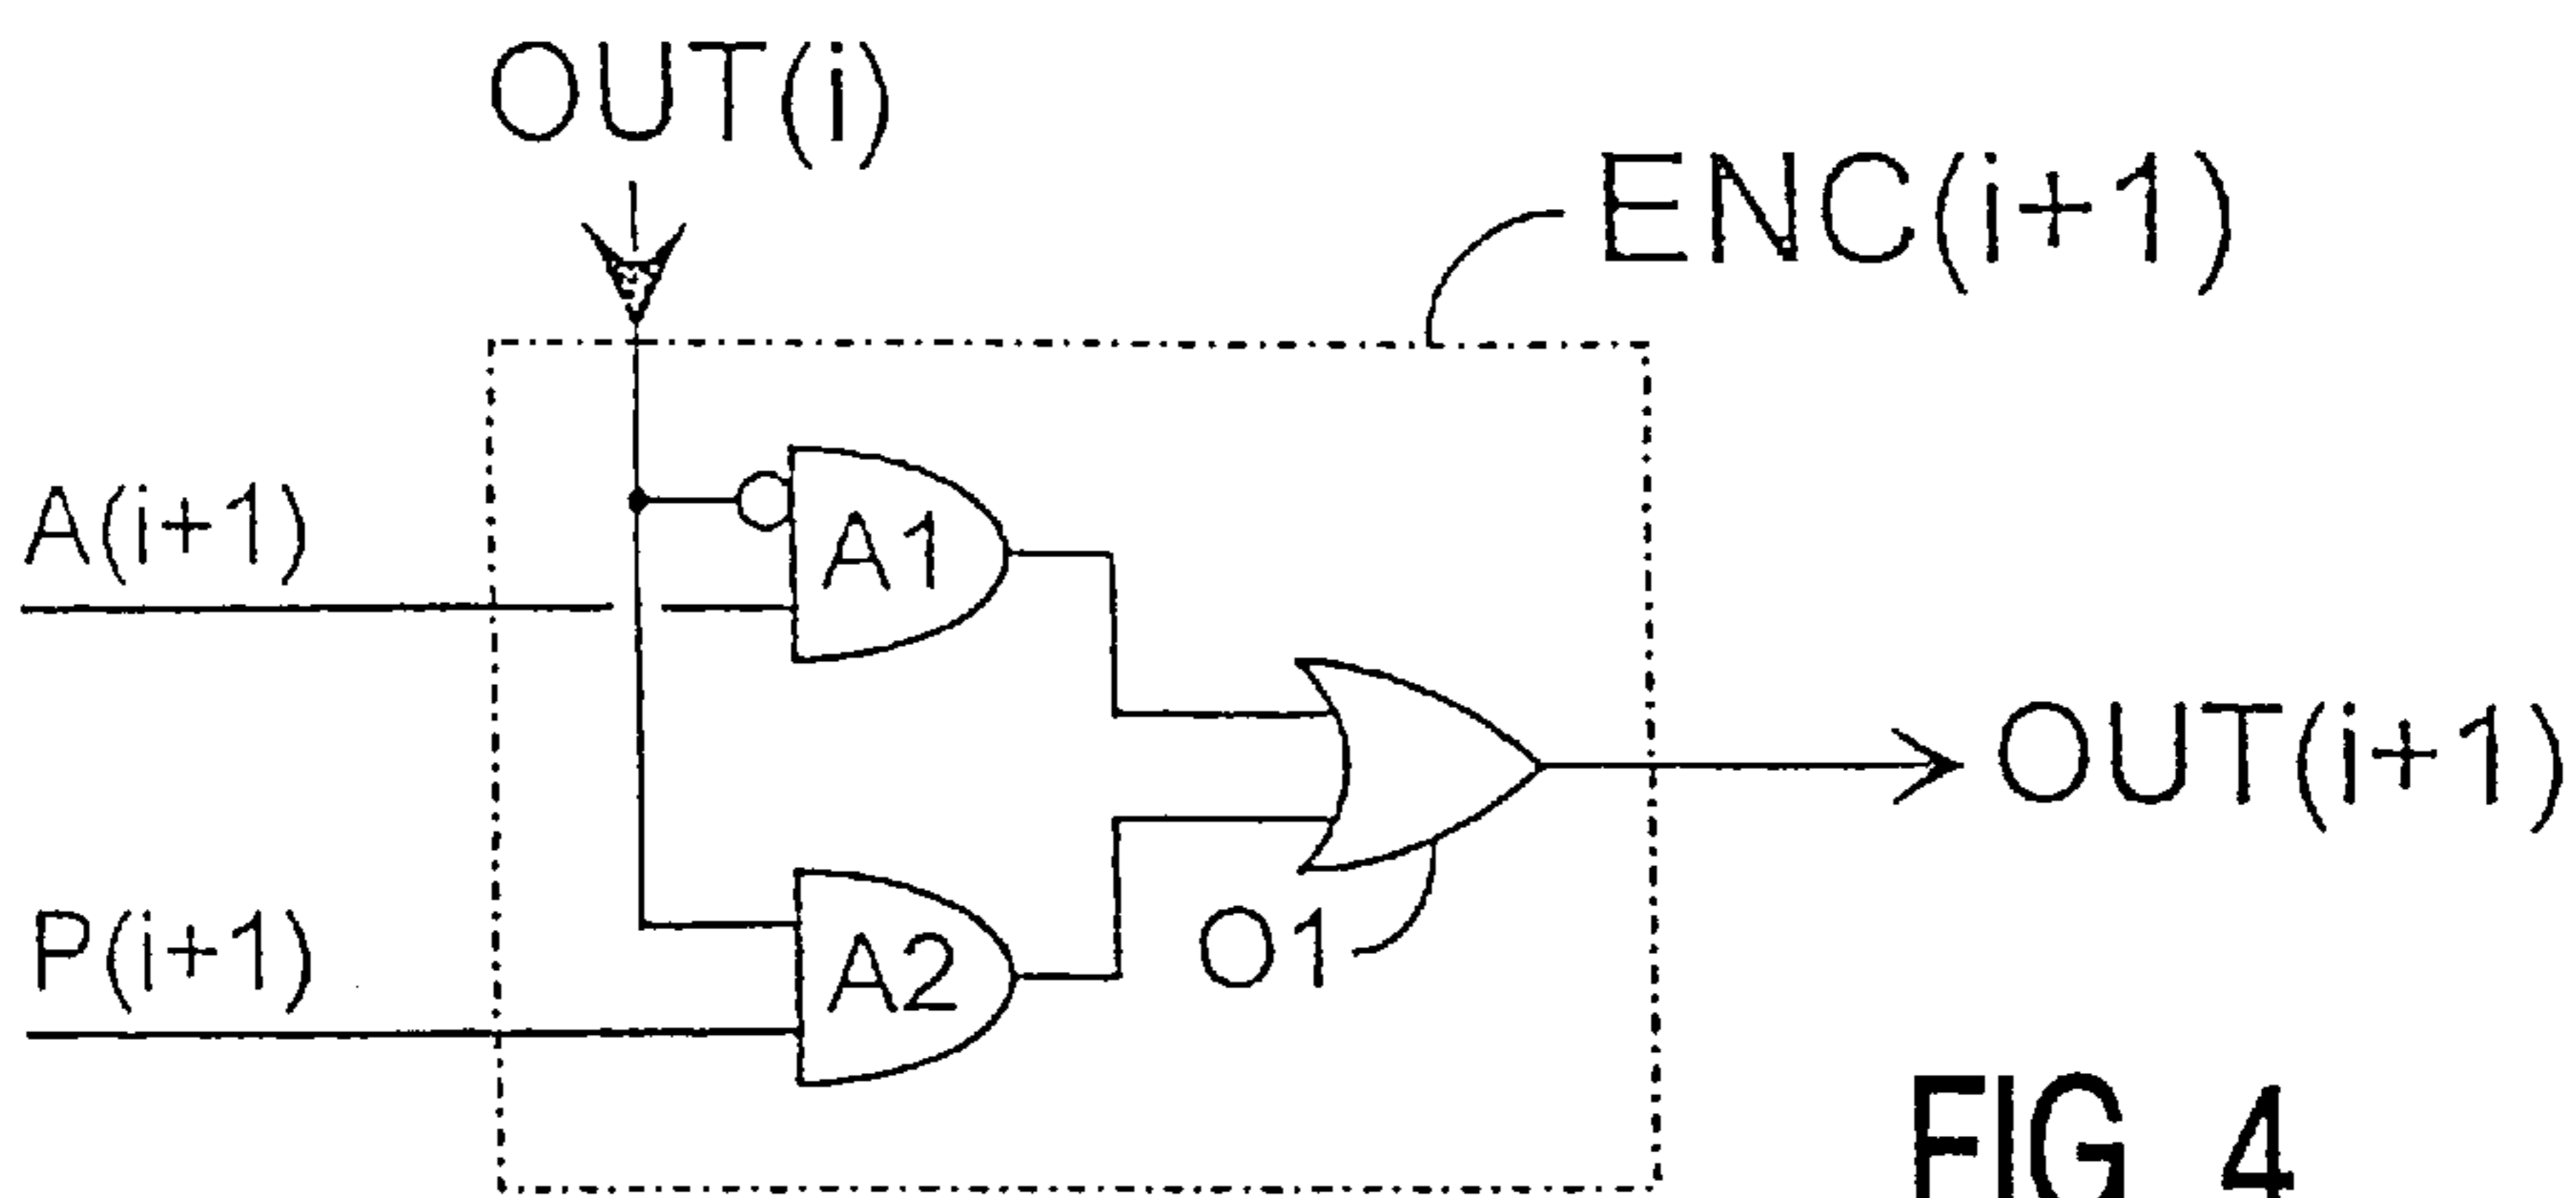 OUT(i)
ENC(i+1)
A(i+1)
A1
OUT(i+1)
P(i+1)
A2
O1
FIG 4